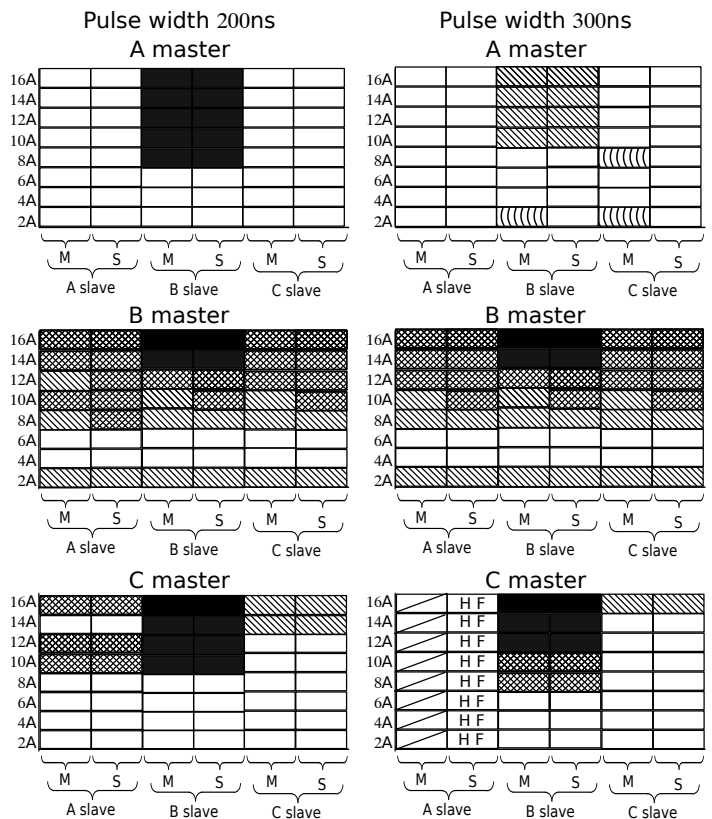 Pulse width 200ns
A master
16A
14A
12A
10A
8A
6A
4A
2A
M S M S M S
A slave B slave C slave
Pulse width 300ns
A master
16A
14A
12A
10A
8A
6A
4A
2A
M S M S M S
A slave B slave C slave
B master
16A
14A
12A
10A
8A
6A
4A
2A
M S M S M S
A slave B slave C slave
B master
16A
14A
12A
10A
8A
6A
4A
2A
M S M S M S
A slave B slave C slave
C master
16A
14A
12A
10A
8A
6A
4A
2A
M S M S M S
A slave B slave C slave
C master
16A H F
14A H F
12A H F
10A H F
8A H F
6A H F
4A H F
2A H F
M S M S M S
A slave B slave C slave